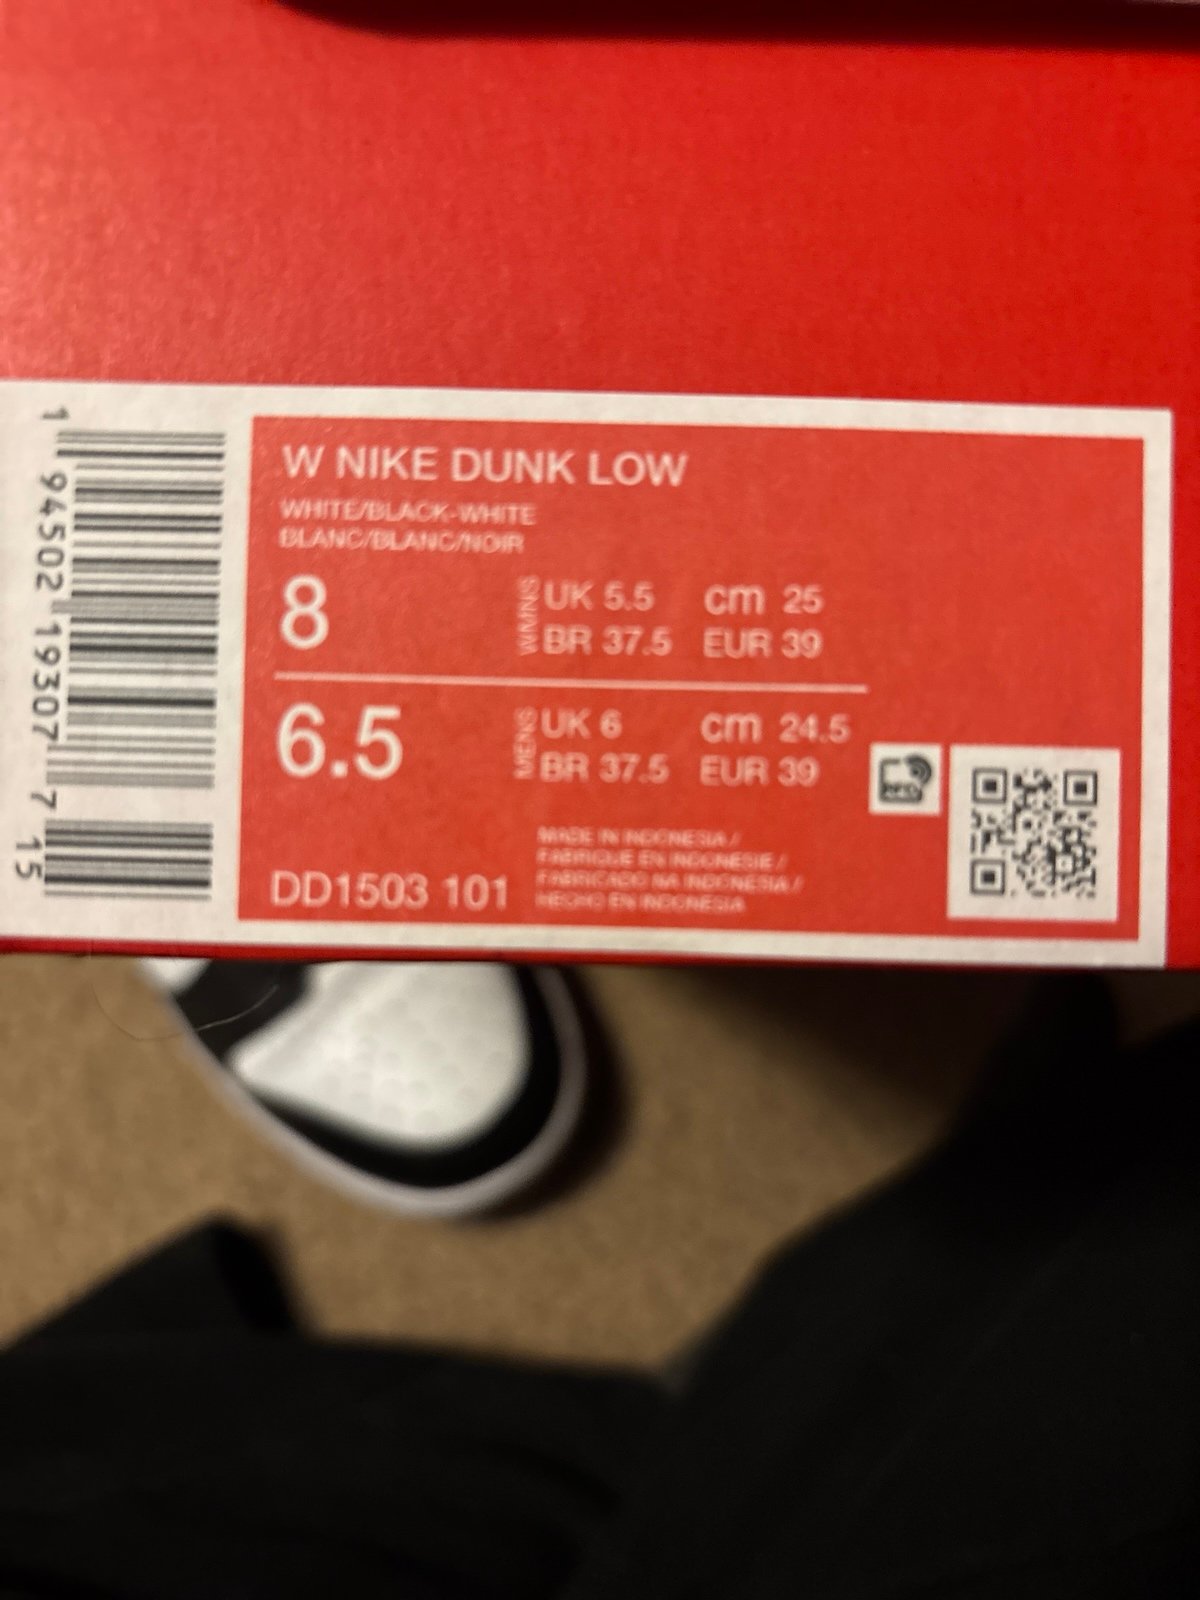 W NIKE DUNK LOW
WHITE/BLACK-WHITE
BLANC/BLANC/NOIR
8 WMNS UK 5.5 cm 25
BR 37.5 EUR 39
6.5 MENS UK 6 cm 24.5
BR 37.5 EUR 39
MADE IN INDONESIA /
FABRIQUE EN INDONESIE /
FABRICADO NA INDONESIA /
HECHO EN INDONESIA
DD1503 101
1 94502 19307 7 15